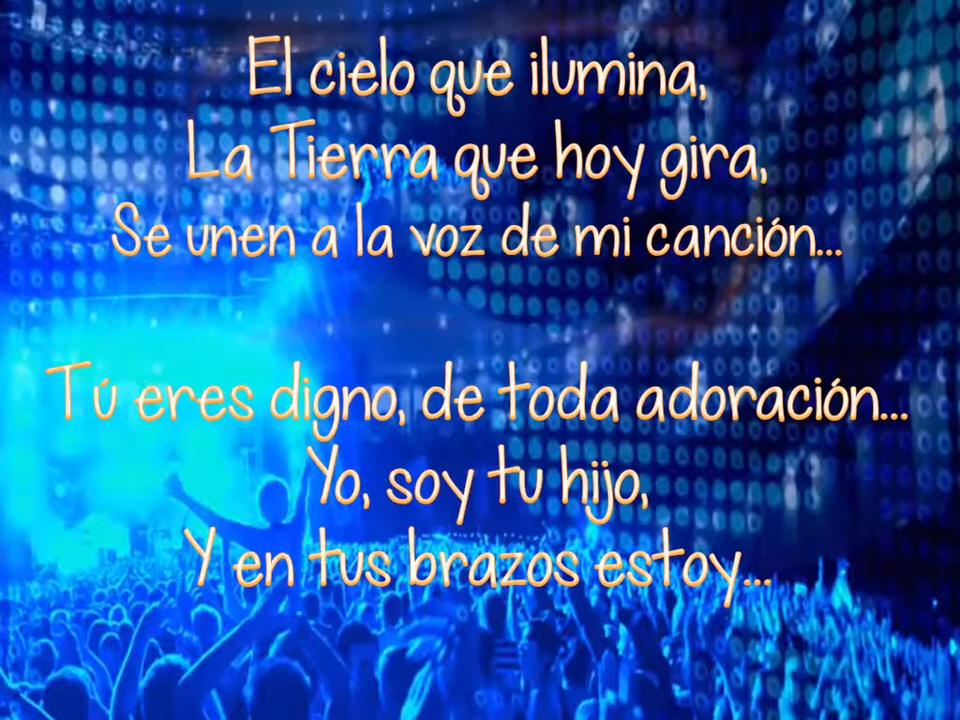 El cielo que ilumina,
La Tierra que hoy gira,
Se unen a la voz de mi canción...
Tú eres digno, de toda adoración...
Yo, soy tu hijo,
Y en tus brazos estoy...